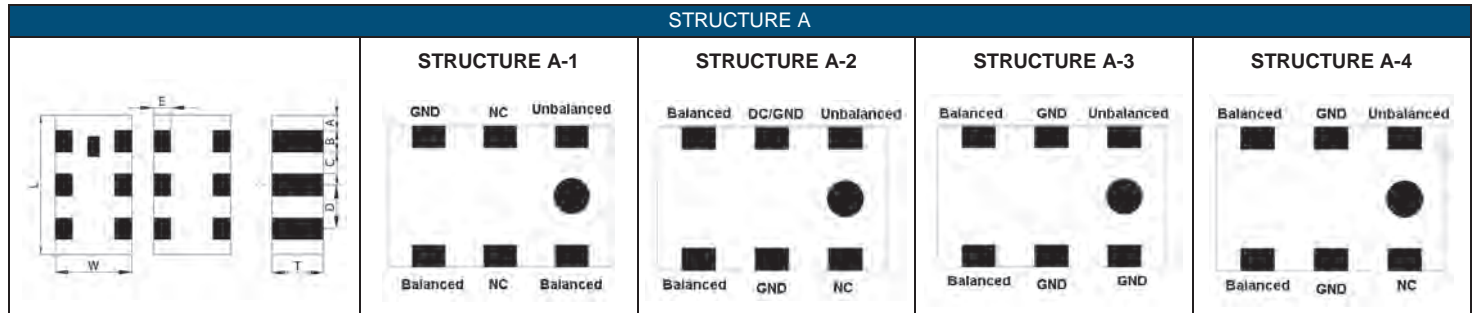 STRUCTURE A
STRUCTURE A-1 STRUCTURE A-2 STRUCTURE A-3 STRUCTURE A-4
E
A
B
C
D
L
W
T
GND NC Unbalanced
Balanced NC Balanced
Balanced DC/GND Unbalanced
Balanced GND NC
Balanced GND Unbalanced
Balanced GND GND
Balanced GND Unbalanced
Balanced GND NC